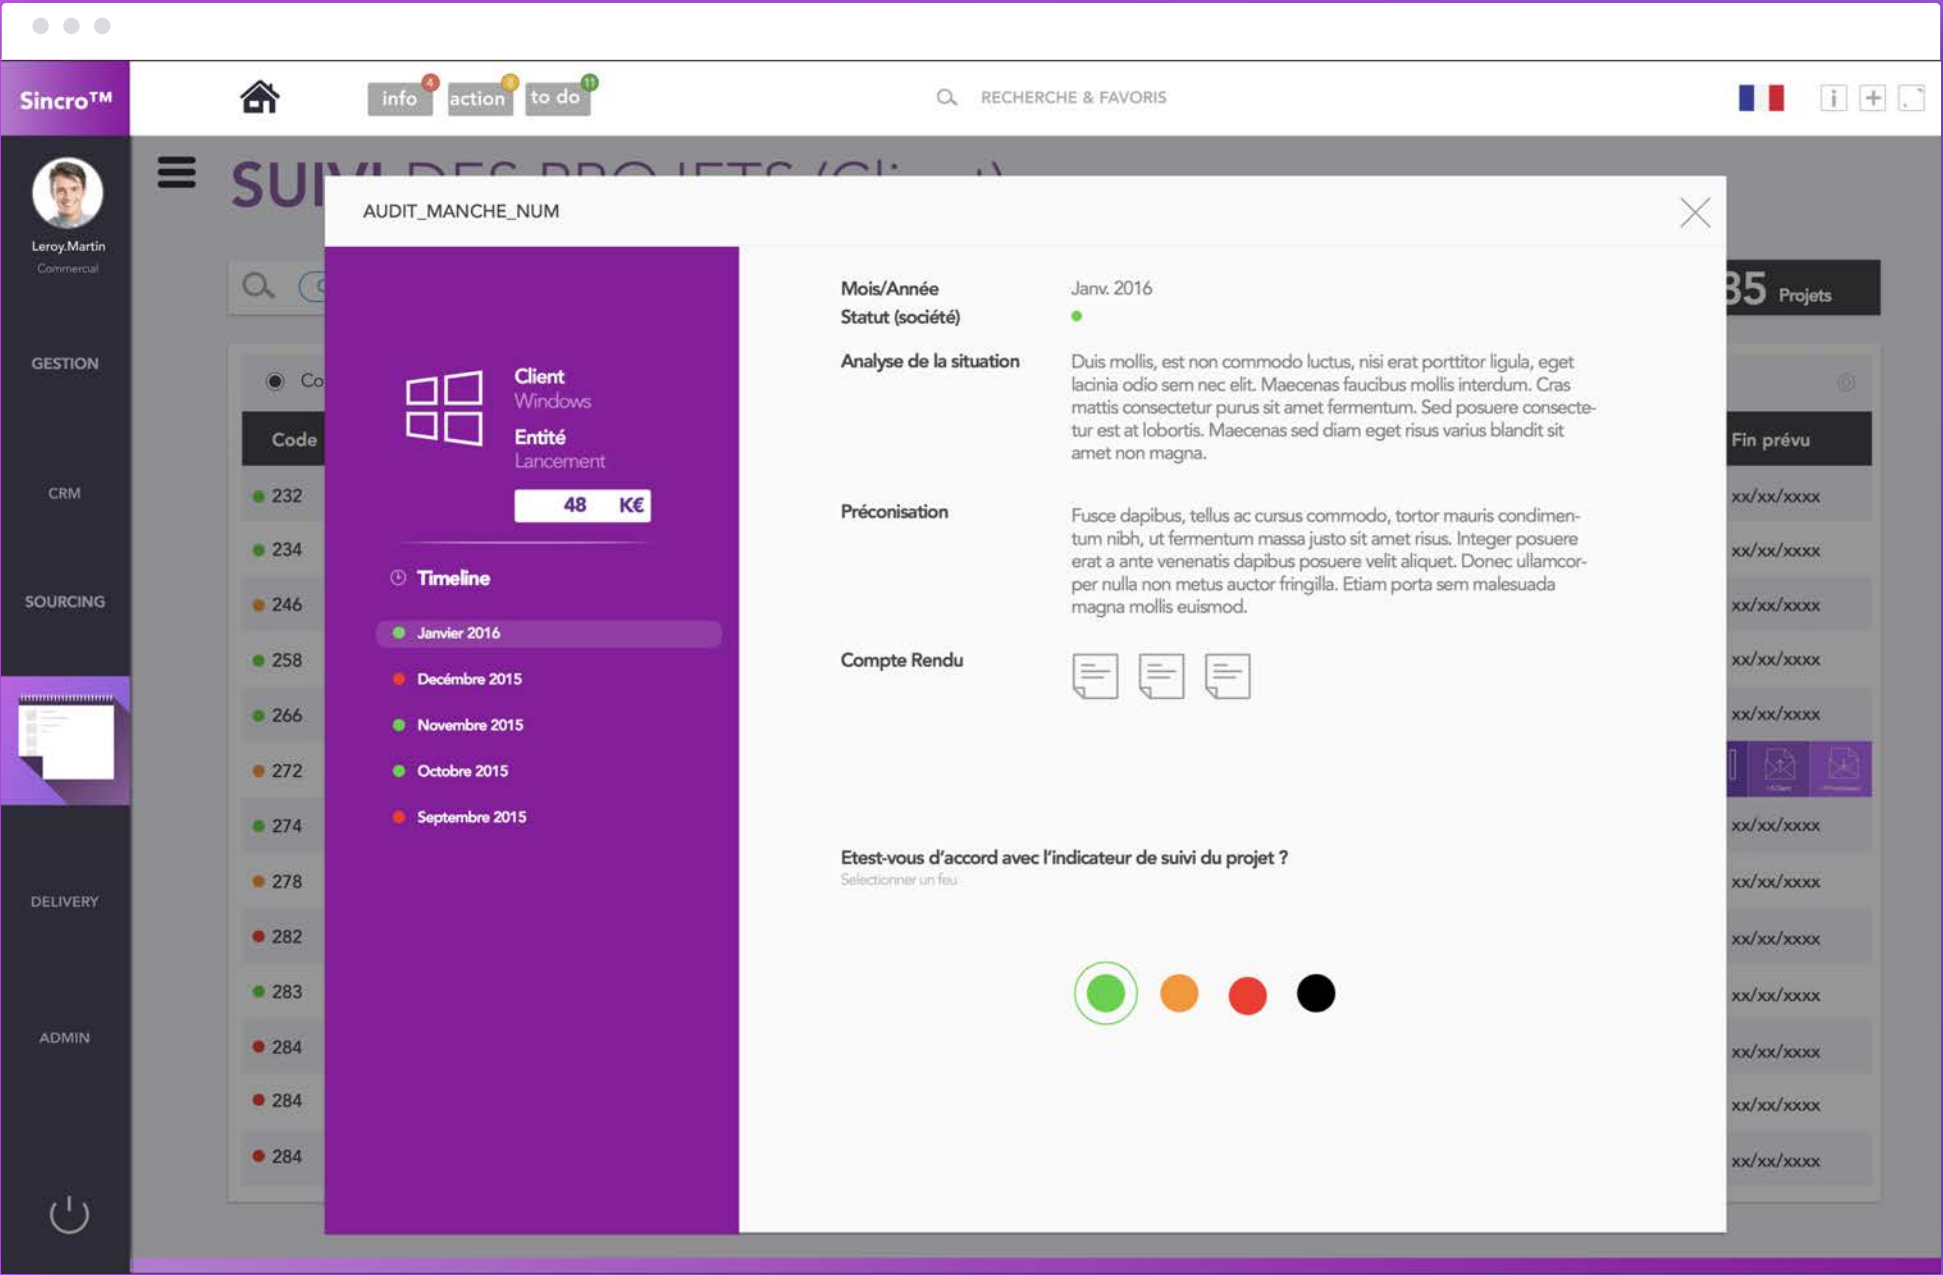 Sincro™
info 4
action 8
to do 11
RECHERCHE & FAVORIS
Leroy.Martin
Commercial
GESTION
CRM
SOURCING
DELIVERY
ADMIN
SUIVI DES PROJETS (Client)
35 Projets
Co
Code
Fin prévu
232 xx/xx/xxxx
234 xx/xx/xxxx
246 xx/xx/xxxx
258 xx/xx/xxxx
266 xx/xx/xxxx
272
274 xx/xx/xxxx
278 xx/xx/xxxx
282 xx/xx/xxxx
283 xx/xx/xxxx
284 xx/xx/xxxx
284 xx/xx/xxxx
284 xx/xx/xxxx
AUDIT_MANCHE_NUM
Client
Windows
Entité
Lancement
48 K€
Timeline
Janvier 2016
Decémbre 2015
Novembre 2015
Octobre 2015
Septembre 2015
Mois/Année Janv. 2016
Statut (société)
Analyse de la situation
Duis mollis, est non commodo luctus, nisi erat porttitor ligula, eget
lacinia odio sem nec elit. Maecenas faucibus mollis interdum. Cras
mattis consectetur purus sit amet fermentum. Sed posuere consecte-
tur est at lobortis. Maecenas sed diam eget risus varius blandit sit
amet non magna.
Préconisation
Fusce dapibus, tellus ac cursus commodo, tortor mauris condimen-
tum nibh, ut fermentum massa justo sit amet risus. Integer posuere
erat a ante venenatis dapibus posuere velit aliquet. Donec ullamcor-
per nulla non metus auctor fringilla. Etiam porta sem malesuada
magna mollis euismod.
Compte Rendu
Etest-vous d'accord avec l'indicateur de suivi du projet ?
Selectionner un feu